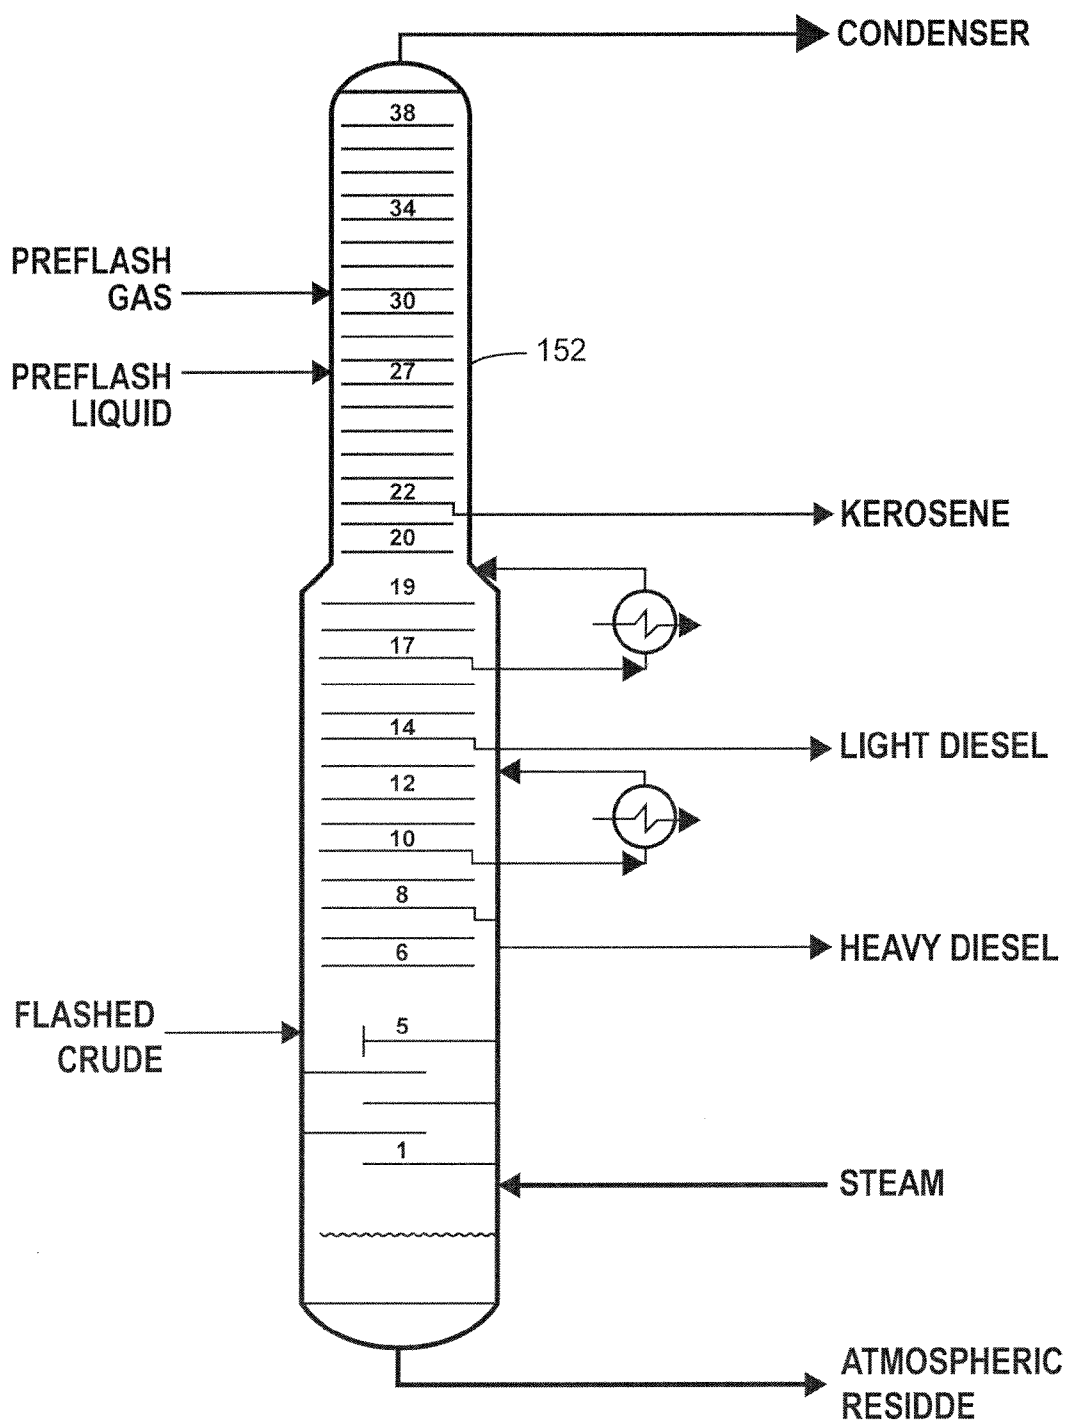 CONDENSER
38
34
PREFLASH
GAS
30
152
27
PREFLASH
LIQUID
22
KEROSENE
20
19
17
14
LIGHT DIESEL
12
10
8
HEAVY DIESEL
6
FLASHED
CRUDE
5
1
STEAM
ATMOSPHERIC
RESIDDE